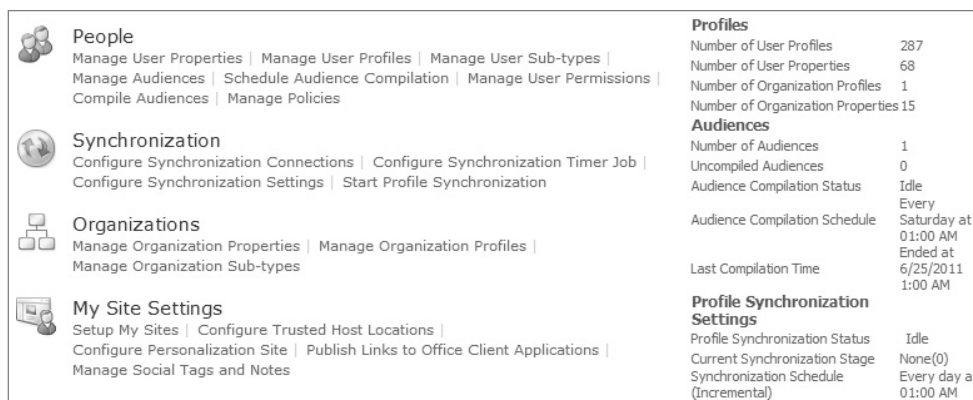 People
Manage User Properties | Manage User Profiles | Manage User Sub-types |
Manage Audiences | Schedule Audience Compilation | Manage User Permissions |
Compile Audiences | Manage Policies
Synchronization
Configure Synchronization Connections | Configure Synchronization Timer Job |
Configure Synchronization Settings | Start Profile Synchronization
Organizations
Manage Organization Properties | Manage Organization Profiles |
Manage Organization Sub-types
My Site Settings
Setup My Sites | Configure Trusted Host Locations |
Configure Personalization Site | Publish Links to Office Client Applications |
Manage Social Tags and Notes
Profiles
Number of User Profiles 287
Number of User Properties 68
Number of Organization Profiles 1
Number of Organization Properties 15
Audiences
Number of Audiences 1
Uncompiled Audiences 0
Audience Compilation Status Idle
Audience Compilation Schedule Every
Saturday at
01:00 AM
Last Compilation Time Ended at
6/25/2011
1:00 AM
Profile Synchronization
Settings
Profile Synchronization Status Idle
Current Synchronization Stage None(0)
Synchronization Schedule Every day a
(Incremental) 01:00 AM